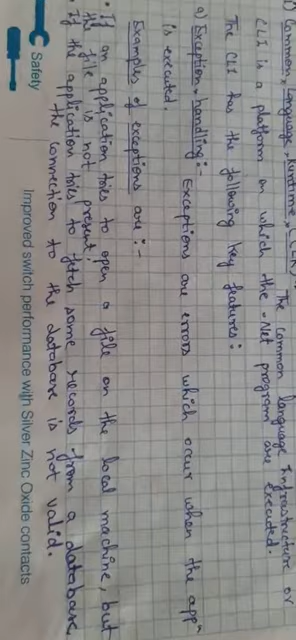 1) Common, Language, Runtime,
The common language Infrastructure or
CLI is a platform on which the .Net program are executed.
The CLI has the following key features:
a) Exception, handling:- Exceptions are errors which occur when the appⁿ
is executed.
Examples of exceptions are :-
• If an application tries to open a file on the local machine, but
the file is not present.
• If the application tries to fetch some records from a database,
the connection to the database is not valid.
Safety
Improved switch performance with Silver Zinc Oxide contacts